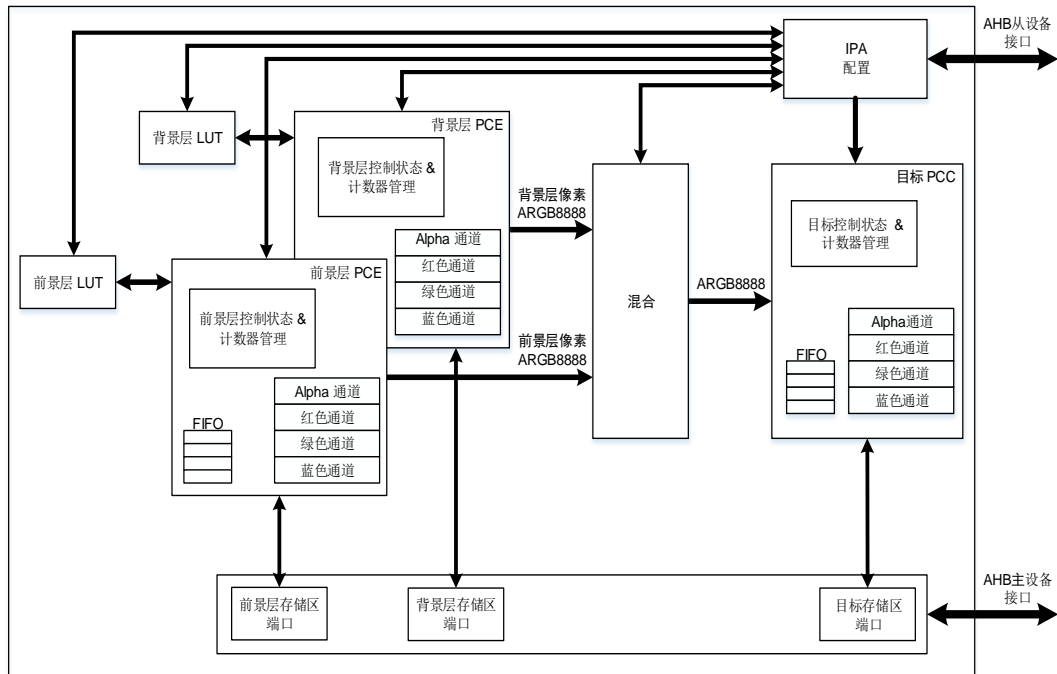 AHB从设备
接口
IPA
配置
背景层 LUT
背景层 PCE
背景层控制状态 &
计数器管理
目标 PCC
背景层像素
ARGB8888
目标控制状态 &
计数器管理
Alpha 通道
红色通道
绿色通道
蓝色通道
前景层 LUT
前景层 PCE
前景层控制状态 &
计数器管理
混合
ARGB8888
前景层像素
ARGB8888
Alpha通道
红色通道
绿色通道
蓝色通道
FIFO
Alpha 通道
红色通道
绿色通道
蓝色通道
FIFO
前景层存储区
端口
背景层存储区
端口
目标存储区
端口
AHB主设备
接口